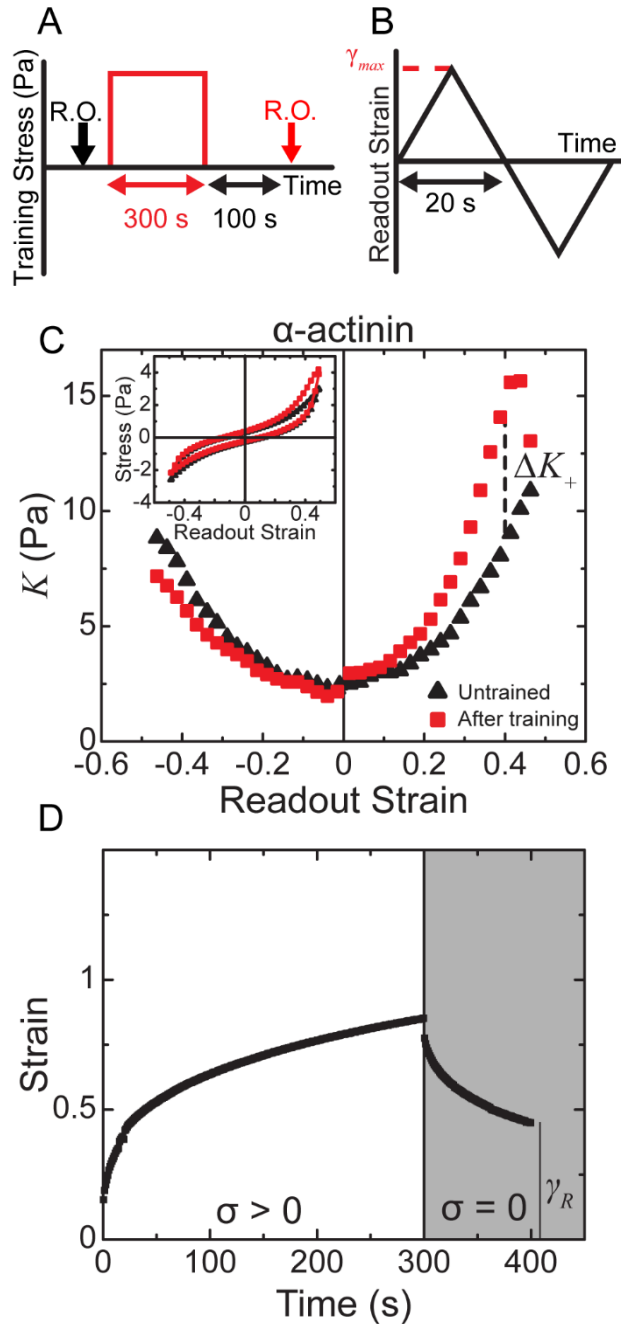 A
Training Stress (Pa)
R.O.
R.O.
Time
300 s
100 s
B
Readout Strain
γmax
Time
20 s
C
α-actinin
K (Pa)
15
10
5
0
-0.6
-0.4
-0.2
0
0.2
0.4
0.6
Readout Strain
ΔK+
Untrained
After training
Stress (Pa)
4
2
0
-2
-4
-0.4
0
0.4
Readout Strain
D
Strain
1
0.5
0
0
100
200
300
400
Time (s)
σ > 0
σ = 0
γR